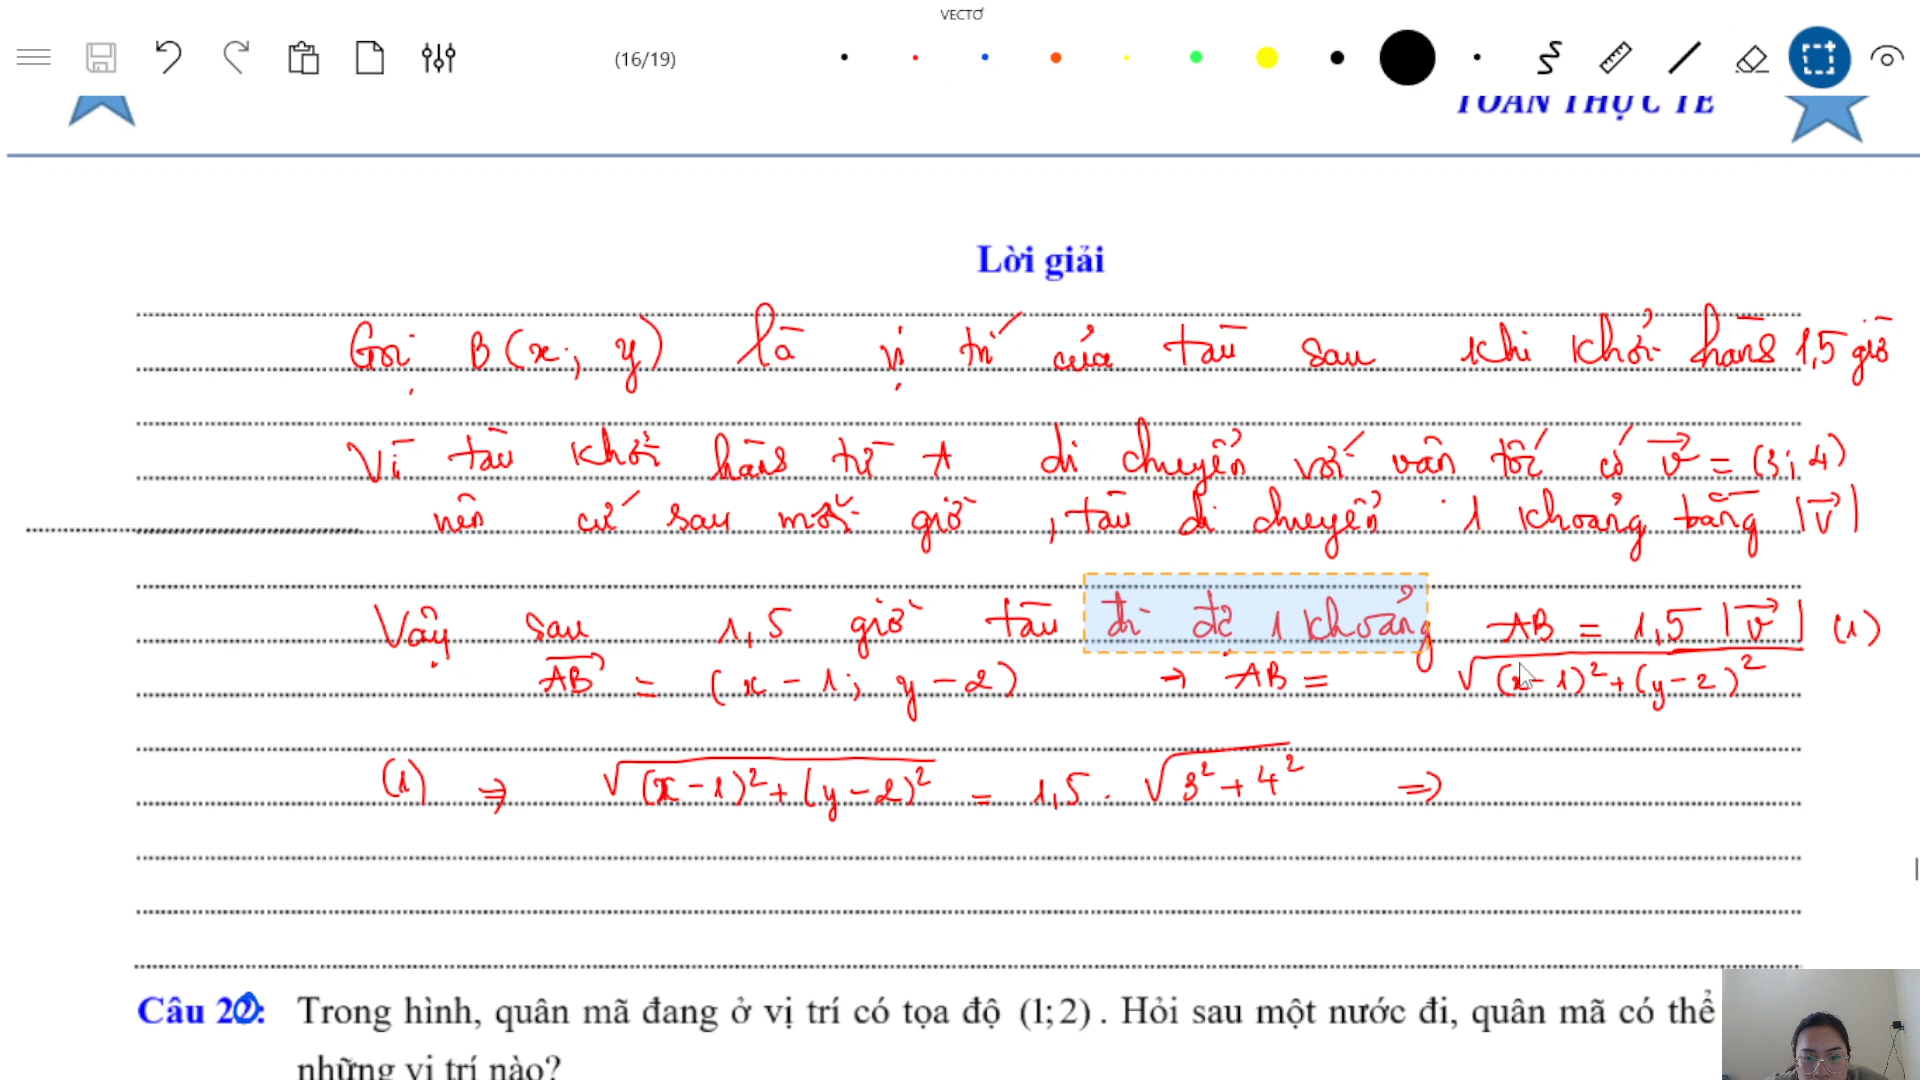 VECTƠ
(16/19)
TOÁN THỰC TẾ
Lời giải
Gọi B(x; y) là vị trí của tàu sau khi khởi hành 1,5 giờ
Vì tàu khởi hành từ A di chuyển với vận tốc có v⃗ = (3; 4)
nên cứ sau mỗi giờ, tàu di chuyển 1 khoảng bằng |v⃗|
Vậy sau 1,5 giờ tàu đi đc 1 khoảng AB = 1,5 |v⃗| (1)
AB⃗ = (x - 1; y - 2) → AB = √((x-1)² + (y-2)²)
(1) ⇒ √((x-1)² + (y-2)²) = 1,5 . √(3² + 4²) ⇒
Câu 22: Trong hình, quân mã đang ở vị trí có tọa độ (1;2). Hỏi sau một nước đi, quân mã có thể
những vị trí nào?